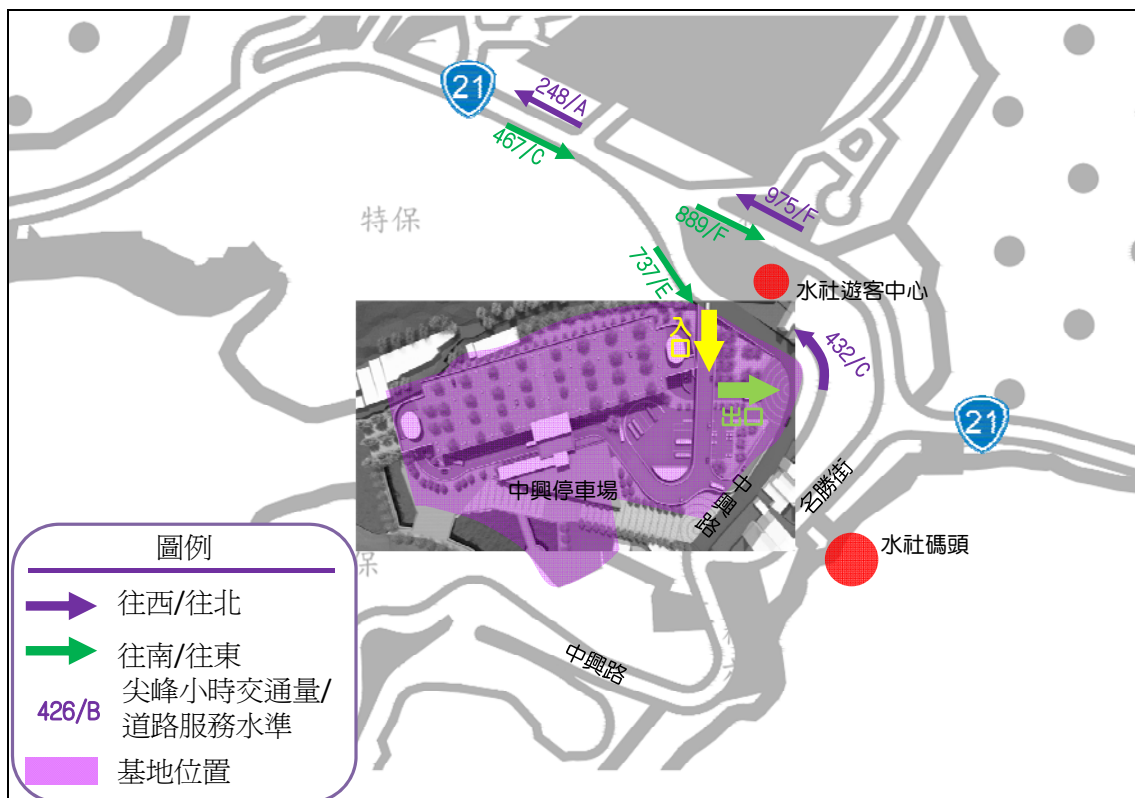 21
248/A
467/C
特保
975/F
889/F
737/E
水社遊客中心
入口
432/C
出口
21
中興停車場
中興路
名勝街
水社碼頭
保
中興路
圖例
往西/往北
往南/往東
426/B
尖峰小時交通量/
道路服務水準
基地位置